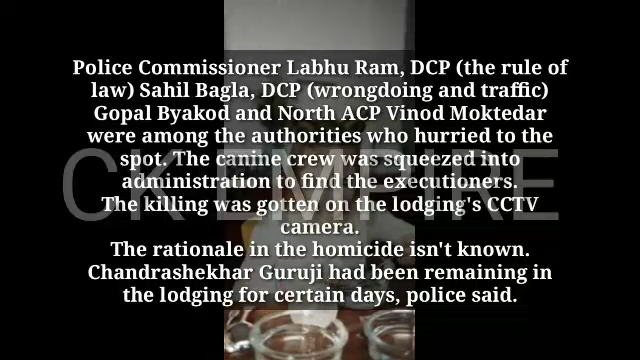 Police Commissioner Labhu Ram, DCP (the rule of
law) Sahil Bagla, DCP (wrongdoing and traffic)
Gopal Byakod and North ACP Vinod Moktedar
were among the authorities who hurried to the
spot. The canine crew was squeezed into
administration to find the executioners.
The killing was gotten on the lodging's CCTV
camera.
The rationale in the homicide isn't known.
Chandrashekhar Guruji had been remaining in
the lodging for certain days, police said.
CK EMPIRE